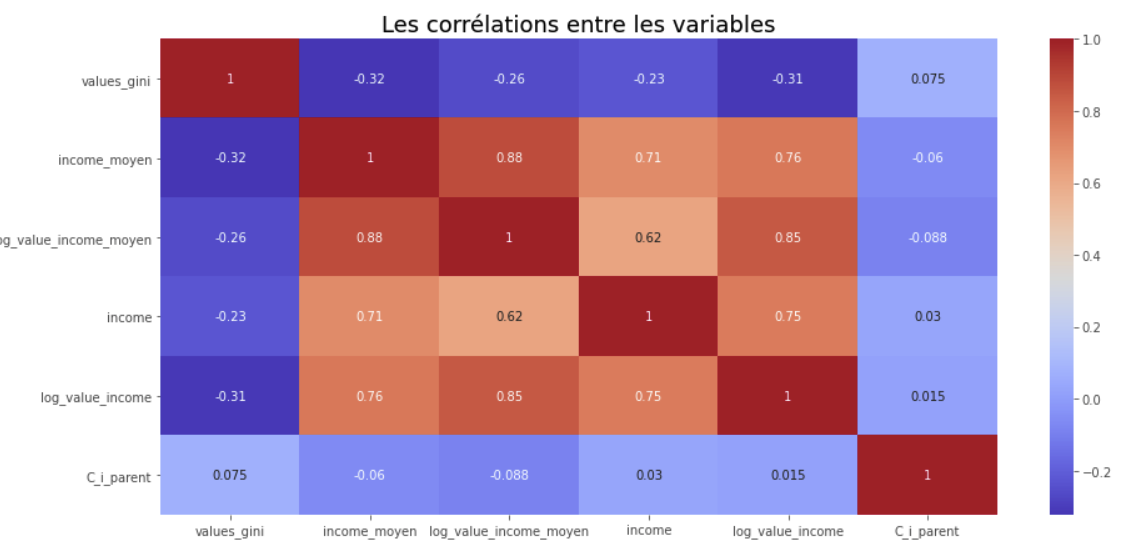 Les corrélations entre les variables
values_gini 1 -0.32 -0.26 -0.23 -0.31 0.075
income_moyen -0.32 1 0.88 0.71 0.76 -0.06
og_value_income_moyen -0.26 0.88 1 0.62 0.85 -0.088
income -0.23 0.71 0.62 1 0.75 0.03
log_value_income -0.31 0.76 0.85 0.75 1 0.015
C_i_parent 0.075 -0.06 -0.088 0.03 0.015 1
values_gini income_moyen log_value_income_moyen income log_value_income C_i_parent
1.0
0.8
0.6
0.4
0.2
0.0
−0.2